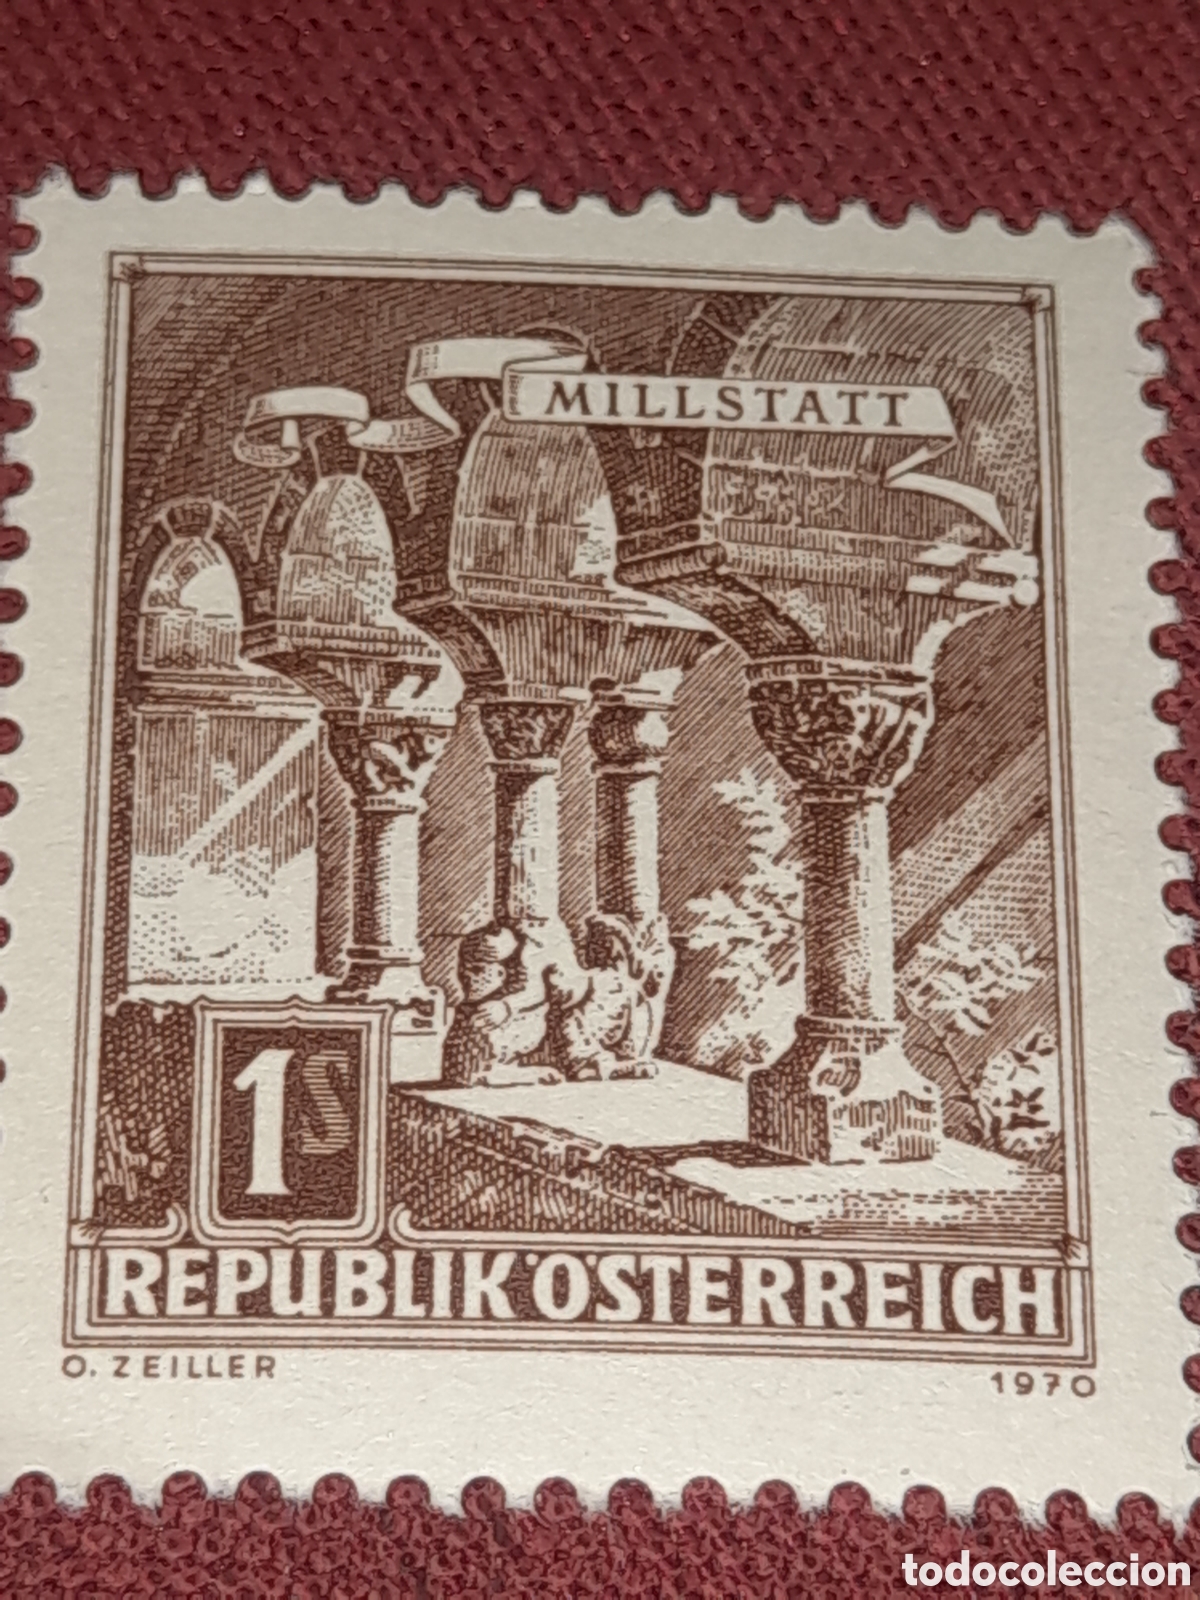 MILLSTATT
1S
REPUBLIK ÖSTERREICH
O. ZEILLER
1970
todocoleccion